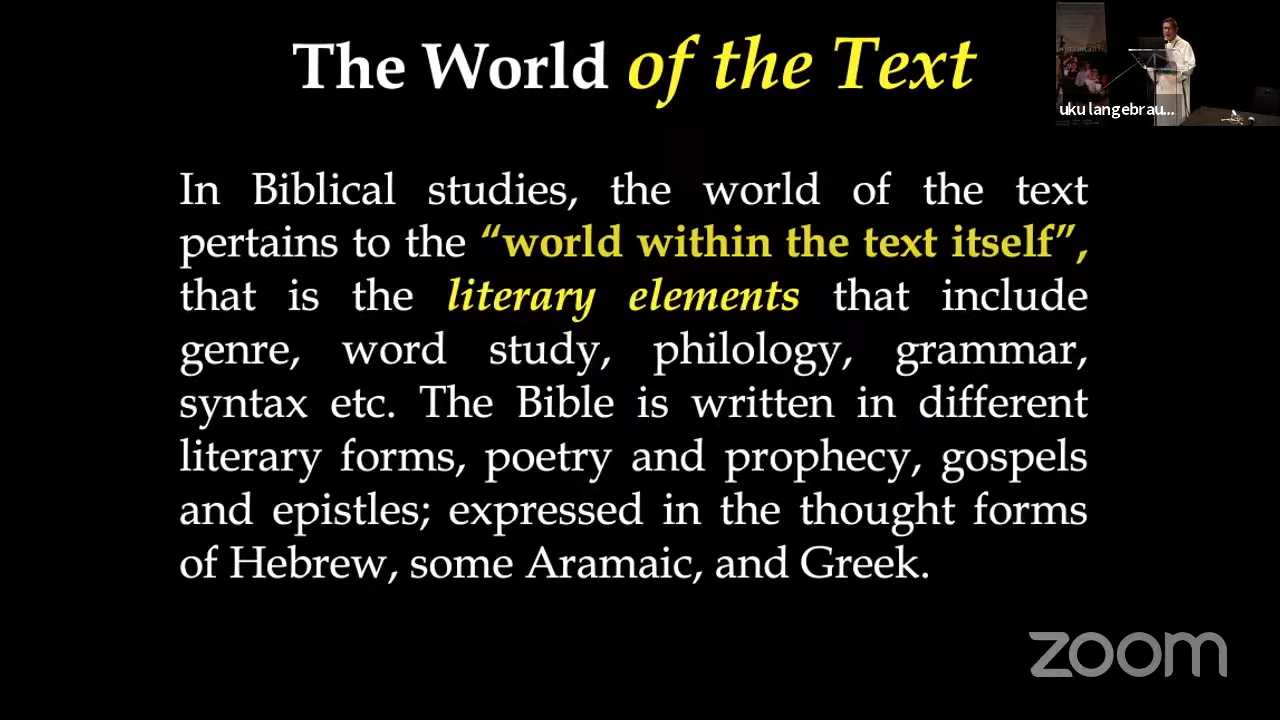 The World of the Text
uku langebrau...
In Biblical studies, the world of the text
pertains to the “world within the text itself”,
that is the literary elements that include
genre, word study, philology, grammar,
syntax etc. The Bible is written in different
literary forms, poetry and prophecy, gospels
and epistles; expressed in the thought forms
of Hebrew, some Aramaic, and Greek.
zoom